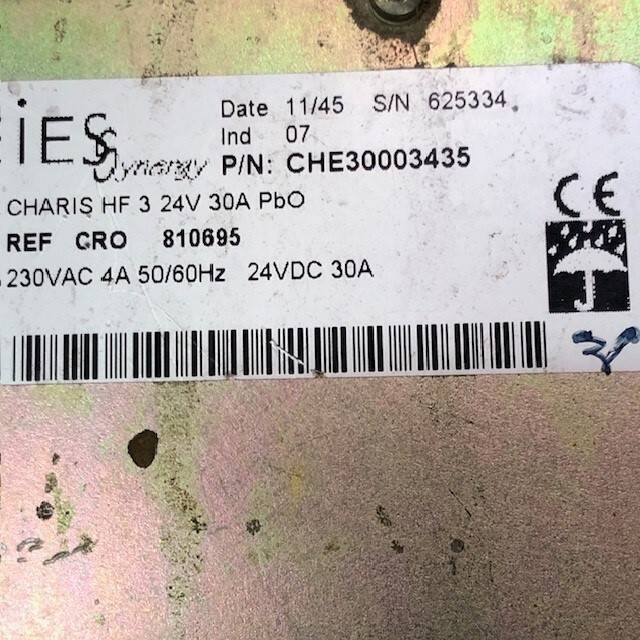 Date 11/45 S/N 625334
iES Synergy
Ind 07
P/N: CHE30003435
CHARIS HF 3 24V 30A PbO
REF CRO 810695
230VAC 4A 50/60Hz 24VDC 30A
CE